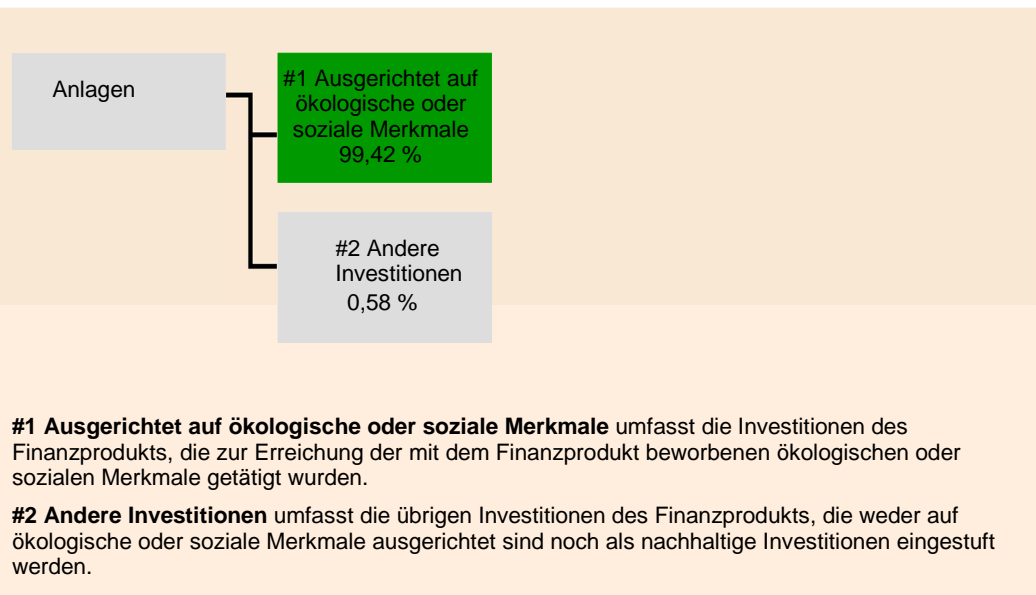 Anlagen
#1 Ausgerichtet auf
ökologische oder
soziale Merkmale
99,42 %
#2 Andere
Investitionen
0,58 %
#1 Ausgerichtet auf ökologische oder soziale Merkmale umfasst die Investitionen des
Finanzprodukts, die zur Erreichung der mit dem Finanzprodukt beworbenen ökologischen oder
sozialen Merkmale getätigt wurden.
#2 Andere Investitionen umfasst die übrigen Investitionen des Finanzprodukts, die weder auf
ökologische oder soziale Merkmale ausgerichtet sind noch als nachhaltige Investitionen eingestuft
werden.